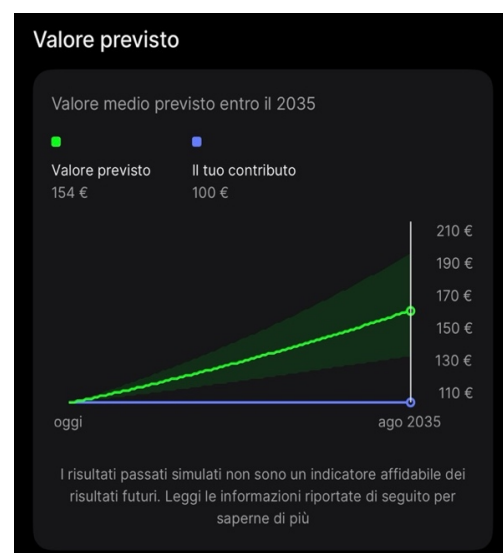 Valore previsto
Valore medio previsto entro il 2035
Valore previsto
154 €
Il tuo contributo
100 €
210 €
190 €
170 €
150 €
130 €
110 €
oggi
ago 2035
I risultati passati simulati non sono un indicatore affidabile dei
risultati futuri. Leggi le informazioni riportate di seguito per
saperne di più